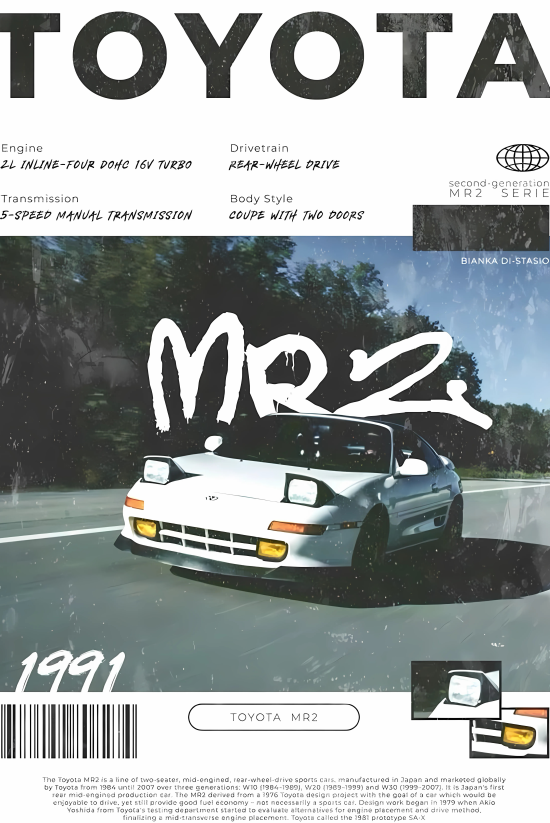 TOYOTA
Engine
2L INLINE-FOUR DOHC 16V TURBO
Drivetrain
REAR-WHEEL DRIVE
Transmission
5-SPEED MANUAL TRANSMISSION
Body Style
COUPE WITH TWO DOORS
second-generation
MR2 SERIE
BIANKA DI-STASIO
MR2
1991
TOYOTA MR2
The Toyota MR2 is a line of two-seater, mid-engined, rear-wheel-drive sports cars, manufactured in Japan and marketed globally
by Toyota from 1984 until 2007 over three generations: W10 (1984–1989), W20 (1989–1999) and W30 (1999–2007). It is Japan's first
rear mid-engined production car. The MR2 derived from a 1976 Toyota design project with the goal of a car which would be
enjoyable to drive, yet still provide good fuel economy – not necessarily a sports car. Design work began in 1979 when Akio
Yoshida from Toyota's testing department started to evaluate alternatives for engine placement and drive method,
finalizing a mid-transverse engine placement. Toyota called the 1981 prototype SA-X